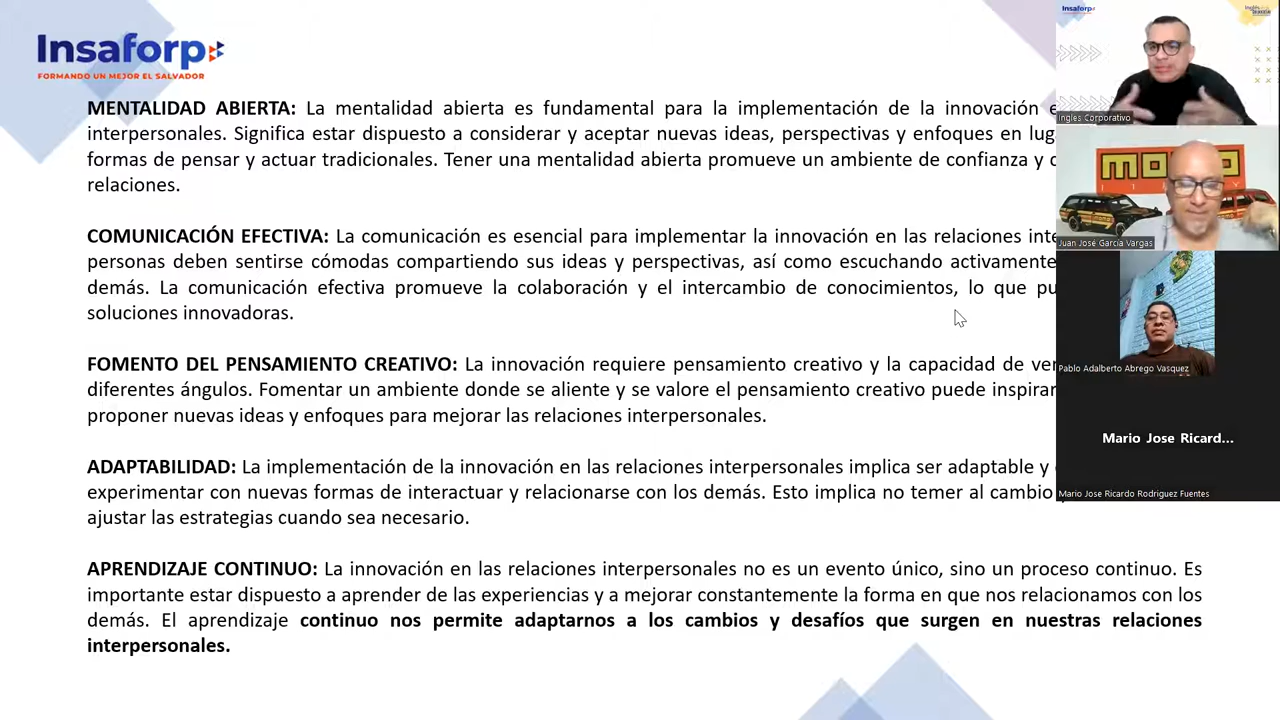 Insaforp
FORMANDO UN MEJOR EL SALVADOR
MENTALIDAD ABIERTA: La mentalidad abierta es fundamental para la implementación de la innovación e
interpersonales. Significa estar dispuesto a considerar y aceptar nuevas ideas, perspectivas y enfoques en lug
formas de pensar y actuar tradicionales. Tener una mentalidad abierta promueve un ambiente de confianza y
relaciones.
COMUNICACIÓN EFECTIVA: La comunicación es esencial para implementar la innovación en las relaciones inte
personas deben sentirse cómodas compartiendo sus ideas y perspectivas, así como escuchando activamente
demás. La comunicación efectiva promueve la colaboración y el intercambio de conocimientos, lo que pu
soluciones innovadoras.
FOMENTO DEL PENSAMIENTO CREATIVO: La innovación requiere pensamiento creativo y la capacidad de ver
diferentes ángulos. Fomentar un ambiente donde se aliente y se valore el pensamiento creativo puede inspirar
proponer nuevas ideas y enfoques para mejorar las relaciones interpersonales.
ADAPTABILIDAD: La implementación de la innovación en las relaciones interpersonales implica ser adaptable y
experimentar con nuevas formas de interactuar y relacionarse con los demás. Esto implica no temer al cambio
ajustar las estrategias cuando sea necesario.
APRENDIZAJE CONTINUO: La innovación en las relaciones interpersonales no es un evento único, sino un proceso continuo. Es
importante estar dispuesto a aprender de las experiencias y a mejorar constantemente la forma en que nos relacionamos con los
demás. El aprendizaje continuo nos permite adaptarnos a los cambios y desafíos que surgen en nuestras relaciones
interpersonales.
Insaforp
Ingles Corporativo
Juan José García Vargas
Pablo Adalberto Abrego Vasquez
Mario Jose Ricard...
Mario Jose Ricardo Rodriguez Fuentes